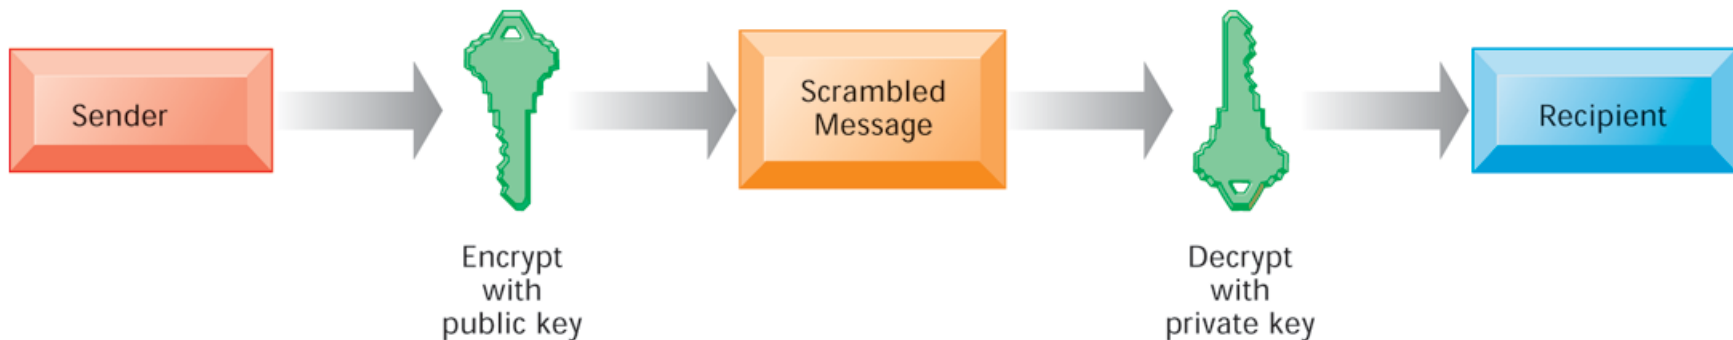 Sender
Encrypt
with
public key
Scrambled
Message
Decrypt
with
private key
Recipient